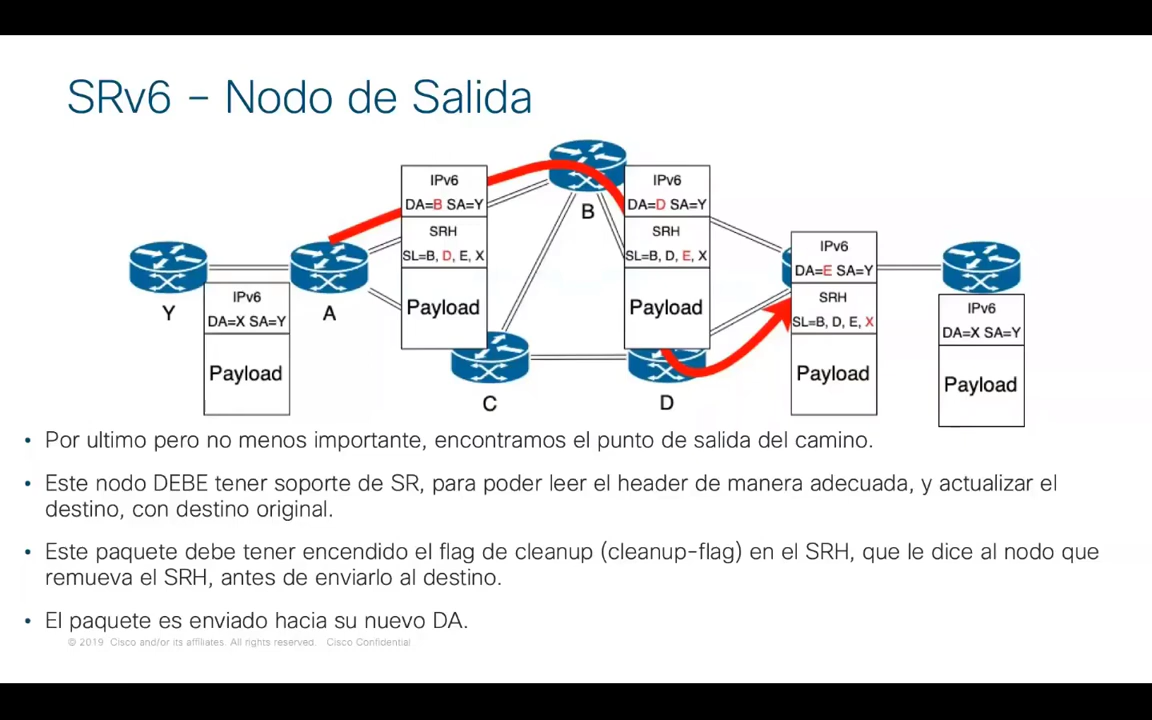 SRv6 – Nodo de Salida
IPv6
DA=B SA=Y
SRH
SL=B, D, E, X
Payload
B
IPv6
DA=D SA=Y
SRH
SL=B, D, E, X
Payload
IPv6
DA=E SA=Y
SRH
SL=B, D, E, X
Payload
Y
IPv6
DA=X SA=Y
Payload
A
IPv6
DA=X SA=Y
Payload
C
D
• Por ultimo pero no menos importante, encontramos el punto de salida del camino.
• Este nodo DEBE tener soporte de SR, para poder leer el header de manera adecuada, y actualizar el
destino, con destino original.
• Este paquete debe tener encendido el flag de cleanup (cleanup-flag) en el SRH, que le dice al nodo que
remueva el SRH, antes de enviarlo al destino.
• El paquete es enviado hacia su nuevo DA.
© 2019 Cisco and/or its affiliates. All rights reserved. Cisco Confidential